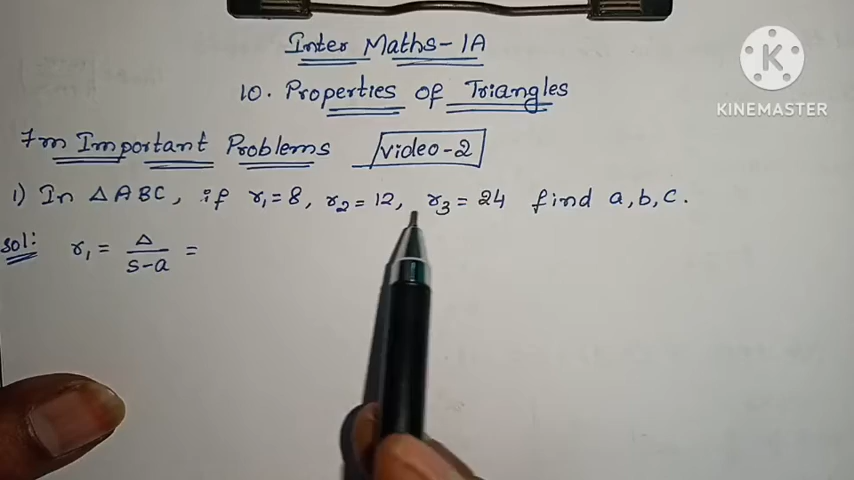 Inter Maths-IA
10. Properties of Triangles
7m Important Problems video-2
1) In ΔABC, if r₁=8, r₂=12, r₃=24 find a,b,c.
Sol: r₁ = Δ/(s-a) =
K
KINEMASTER